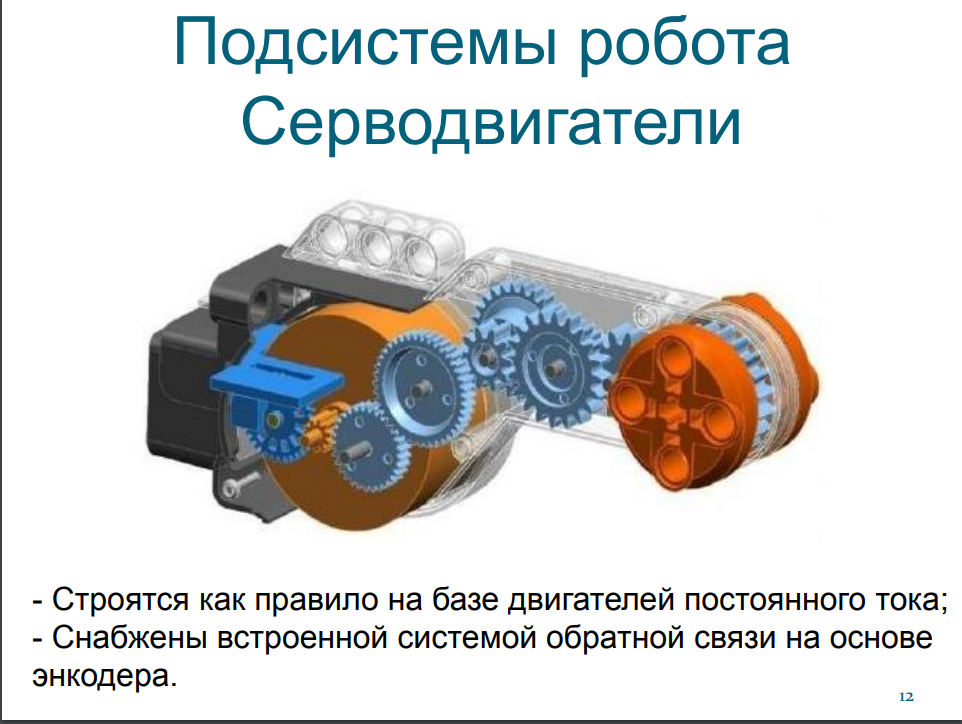 Подсистемы робота
Серводвигатели
- Строятся как правило на базе двигателей постоянного тока;
- Снабжены встроенной системой обратной связи на основе
энкодера.
12